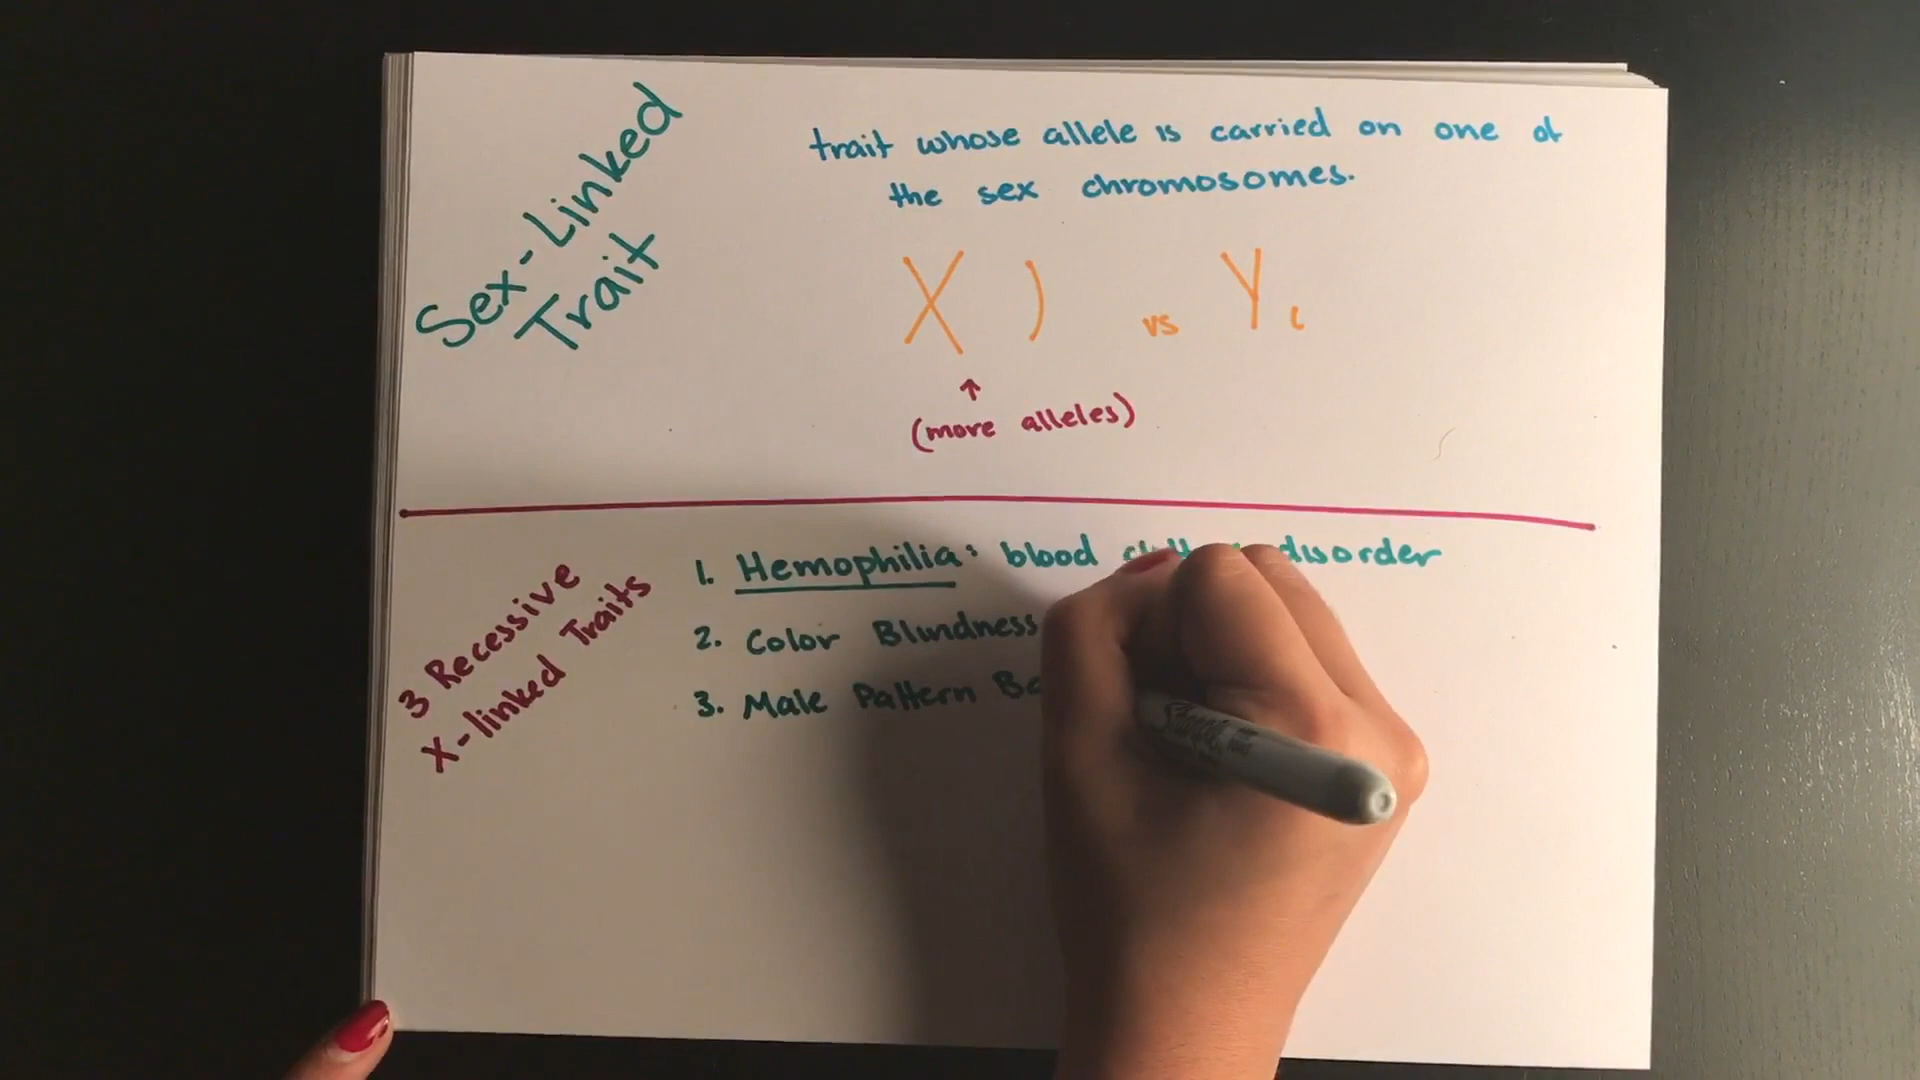 Sex-Linked
Trait
trait whose allele is carried on one of
the sex chromosomes.
X ) vs Y
↑
(more alleles)
3 Recessive
X-linked Traits
1. Hemophilia: blood disorder
2. Color Blindness
3. Male Pattern
Sharpie